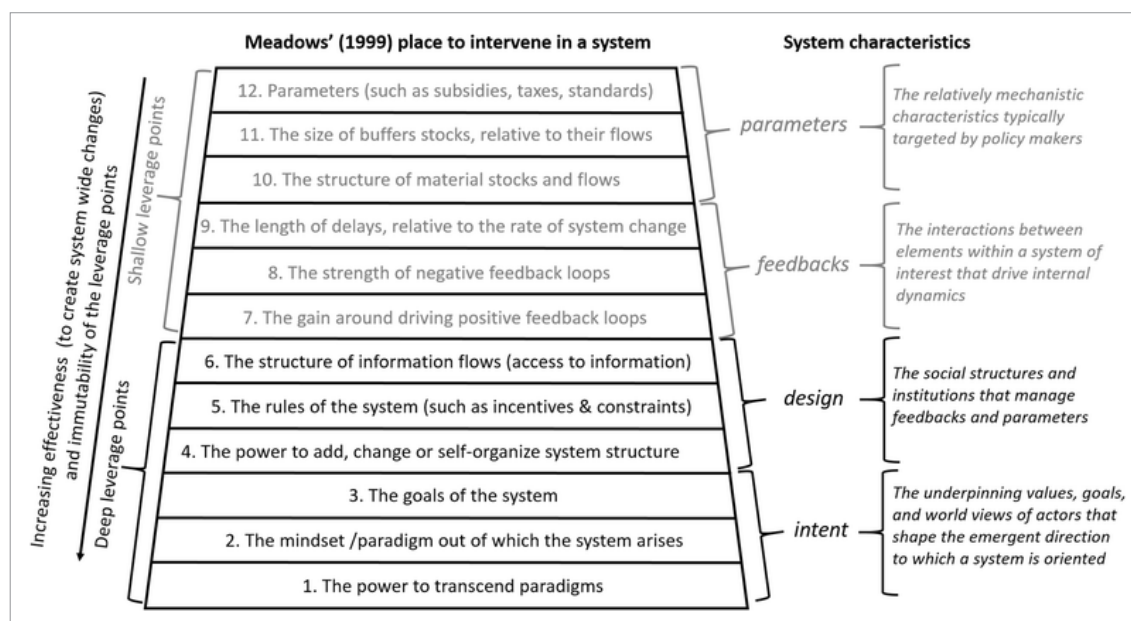 Meadows' (1999) place to intervene in a system
System characteristics
Increasing effectiveness (to create system wide changes)
and immutability of the leverage points
Shallow leverage points
Deep leverage points
12. Parameters (such as subsidies, taxes, standards)
11. The size of buffers stocks, relative to their flows
10. The structure of material stocks and flows
9. The length of delays, relative to the rate of system change
8. The strength of negative feedback loops
7. The gain around driving positive feedback loops
6. The structure of information flows (access to information)
5. The rules of the system (such as incentives & constraints)
4. The power to add, change or self-organize system structure
3. The goals of the system
2. The mindset /paradigm out of which the system arises
1. The power to transcend paradigms
parameters
The relatively mechanistic
characteristics typically
targeted by policy makers
feedbacks
The interactions between
elements within a system of
interest that drive internal
dynamics
design
The social structures and
institutions that manage
feedbacks and parameters
intent
The underpinning values, goals,
and world views of actors that
shape the emergent direction
to which a system is oriented